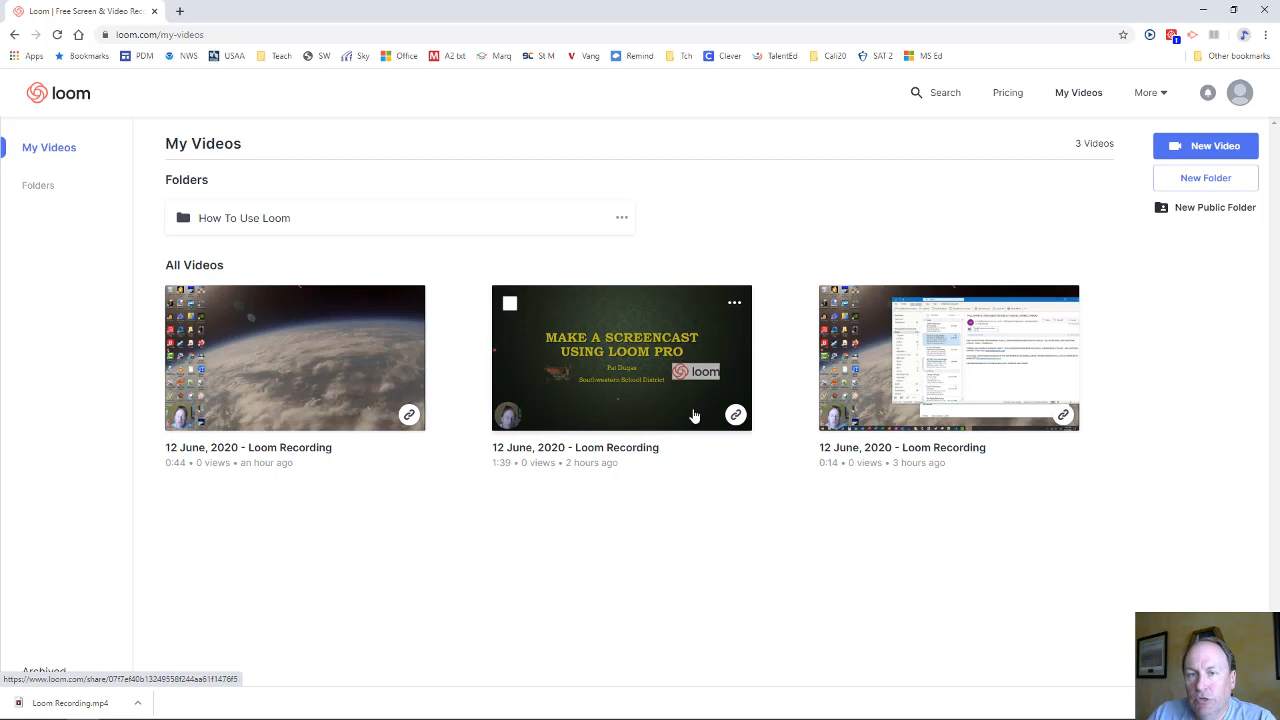 Loom | Free Screen & Video Rec
loom.com/my-videos
Apps Bookmarks PDM NWS USAA Teach SW Sky Office A2 bt Marq St M Vang Remind Tch Clever TalentEd Cali20 SAT 2 MS Ed Other bookmarks
loom
Search Pricing My Videos More
My Videos
Folders
My Videos
3 Videos
New Video
New Folder
New Public Folder
Folders
How To Use Loom
All Videos
MAKE A SCREENCAST
USING LOOM PRO
loom
12 June, 2020 - Loom Recording
0:44 • 0 views • an hour ago
12 June, 2020 - Loom Recording
1:39 • 0 views • 2 hours ago
12 June, 2020 - Loom Recording
0:14 • 0 views • 3 hours ago
Archived
Loom Recording.mp4